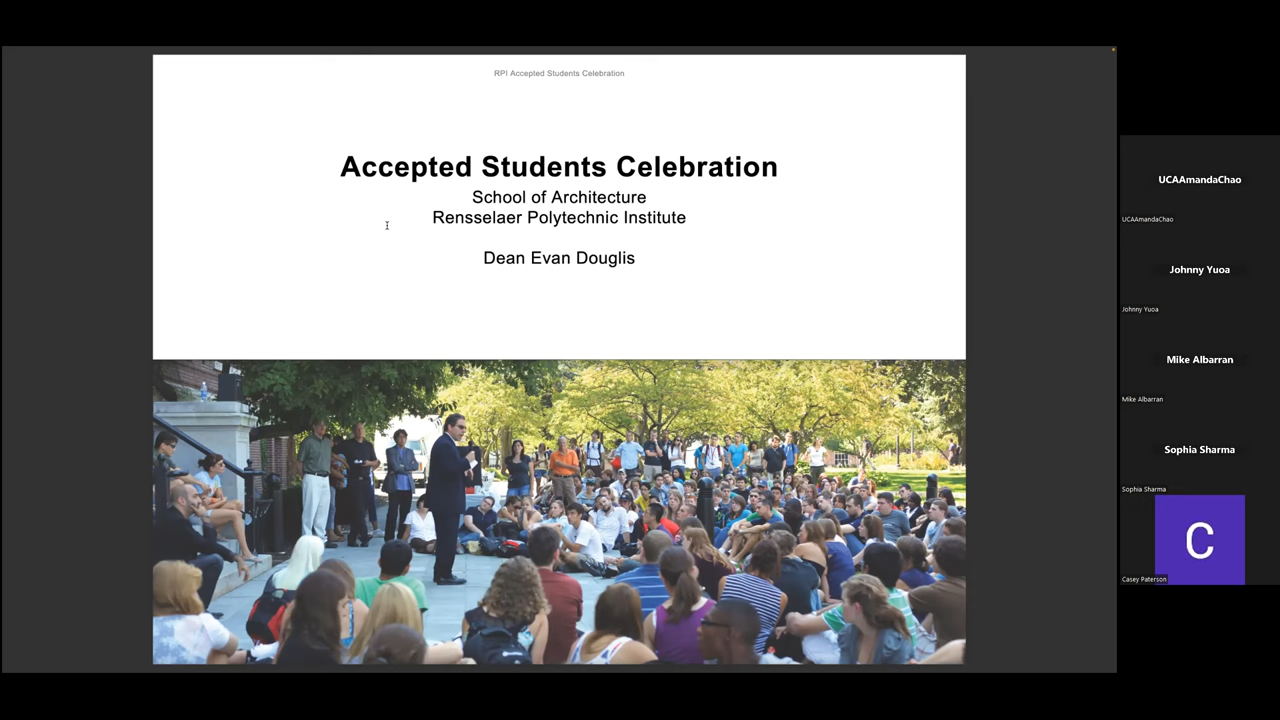 RPI Accepted Students Celebration
Accepted Students Celebration
School of Architecture
Rensselaer Polytechnic Institute
Dean Evan Douglis
UCAAmandaChao
UCAAmandaChao
Johnny Yuoa
Johnny Yuoa
Mike Albarran
Mike Albarran
Sophia Sharma
Sophia Sharma
C
Casey Paterson